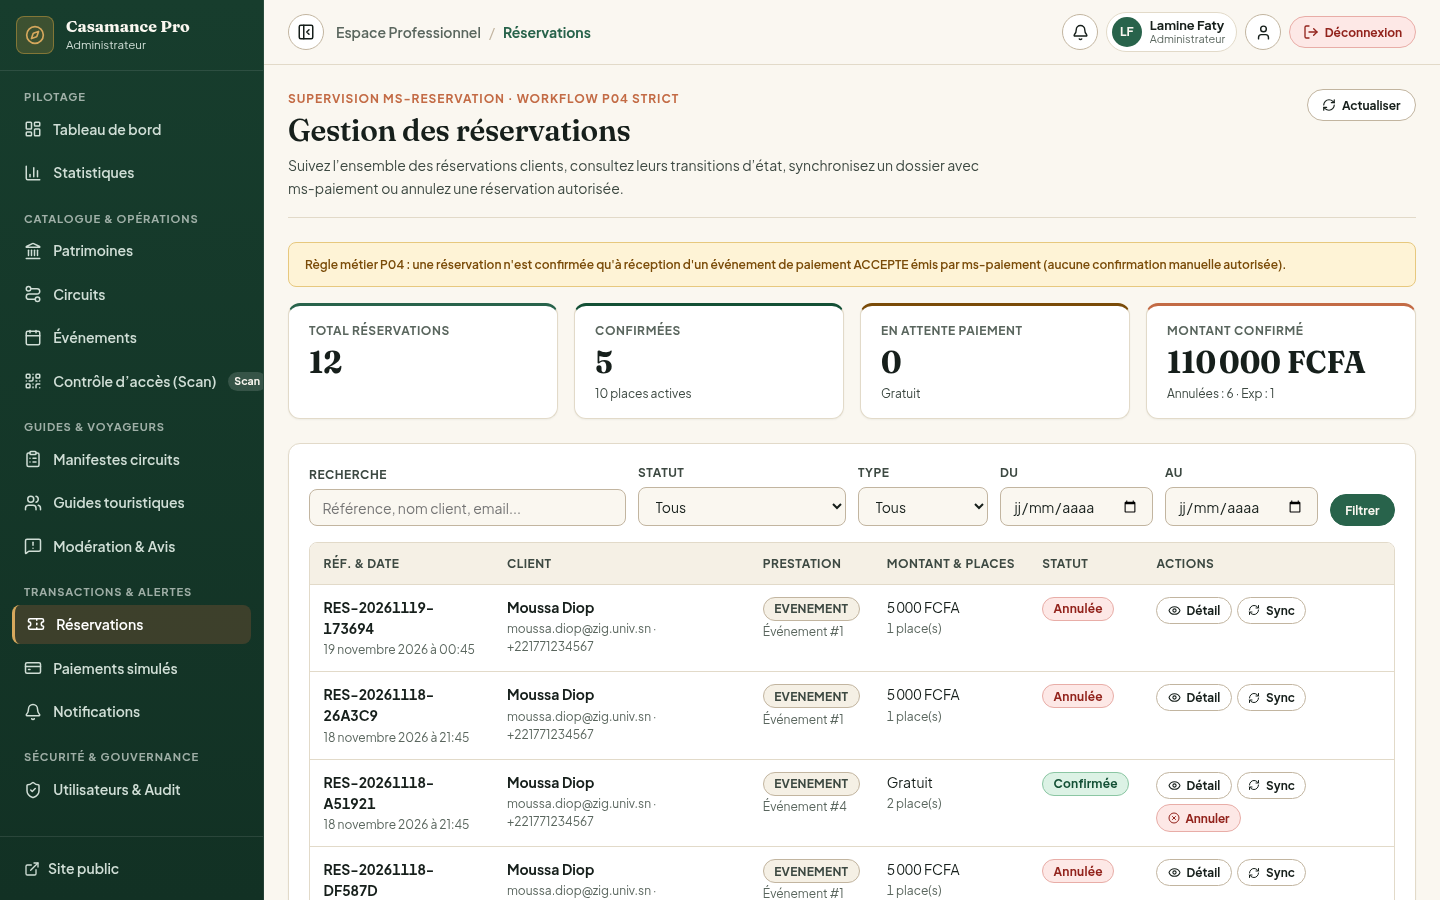 Casamance Pro
Administrateur
PILOTAGE
Tableau de bord
Statistiques
CATALOGUE & OPÉRATIONS
Patrimoines
Circuits
Événements
Contrôle d'accès (Scan) Scan
GUIDES & VOYAGEURS
Manifestes circuits
Guides touristiques
Modération & Avis
TRANSACTIONS & ALERTES
Réservations
Paiements simulés
Notifications
SÉCURITÉ & GOUVERNANCE
Utilisateurs & Audit
Site public
Espace Professionnel / Réservations
LF
Lamine Faty
Administrateur
Déconnexion
SUPERVISION MS-RESERVATION · WORKFLOW P04 STRICT
Gestion des réservations
Suivez l'ensemble des réservations clients, consultez leurs transitions d'état, synchronisez un dossier avec
ms-paiement ou annulez une réservation autorisée.
Actualiser
Règle métier P04 : une réservation n'est confirmée qu'à réception d'un événement de paiement ACCEPTE émis par ms-paiement (aucune confirmation manuelle autorisée).
TOTAL RÉSERVATIONS
12
CONFIRMÉES
5
10 places actives
EN ATTENTE PAIEMENT
0
Gratuit
MONTANT CONFIRMÉ
110 000 FCFA
Annulées : 6 · Exp : 1
RECHERCHE STATUT TYPE DU AU
Référence, nom client, email... Tous Tous jj/mm/aaaa jj/mm/aaaa Filtrer
RÉF. & DATE CLIENT PRESTATION MONTANT & PLACES STATUT ACTIONS
RES-20261119-
173694
19 novembre 2026 à 00:45
Moussa Diop
moussa.diop@zig.univ.sn ·
+221771234567
EVENEMENT
Événement #1
5 000 FCFA
1 place(s)
Annulée
Détail Sync
RES-20261118-
26A3C9
18 novembre 2026 à 21:45
Moussa Diop
moussa.diop@zig.univ.sn ·
+221771234567
EVENEMENT
Événement #1
5 000 FCFA
1 place(s)
Annulée
Détail Sync
RES-20261118-
A51921
18 novembre 2026 à 21:45
Moussa Diop
moussa.diop@zig.univ.sn ·
+221771234567
EVENEMENT
Événement #4
Gratuit
2 place(s)
Confirmée
Détail Sync
Annuler
RES-20261118-
DF587D
Moussa Diop
moussa.diop@zig.univ.sn ·
EVENEMENT
Événement #1
5 000 FCFA
1 place(s)
Annulée
Détail Sync